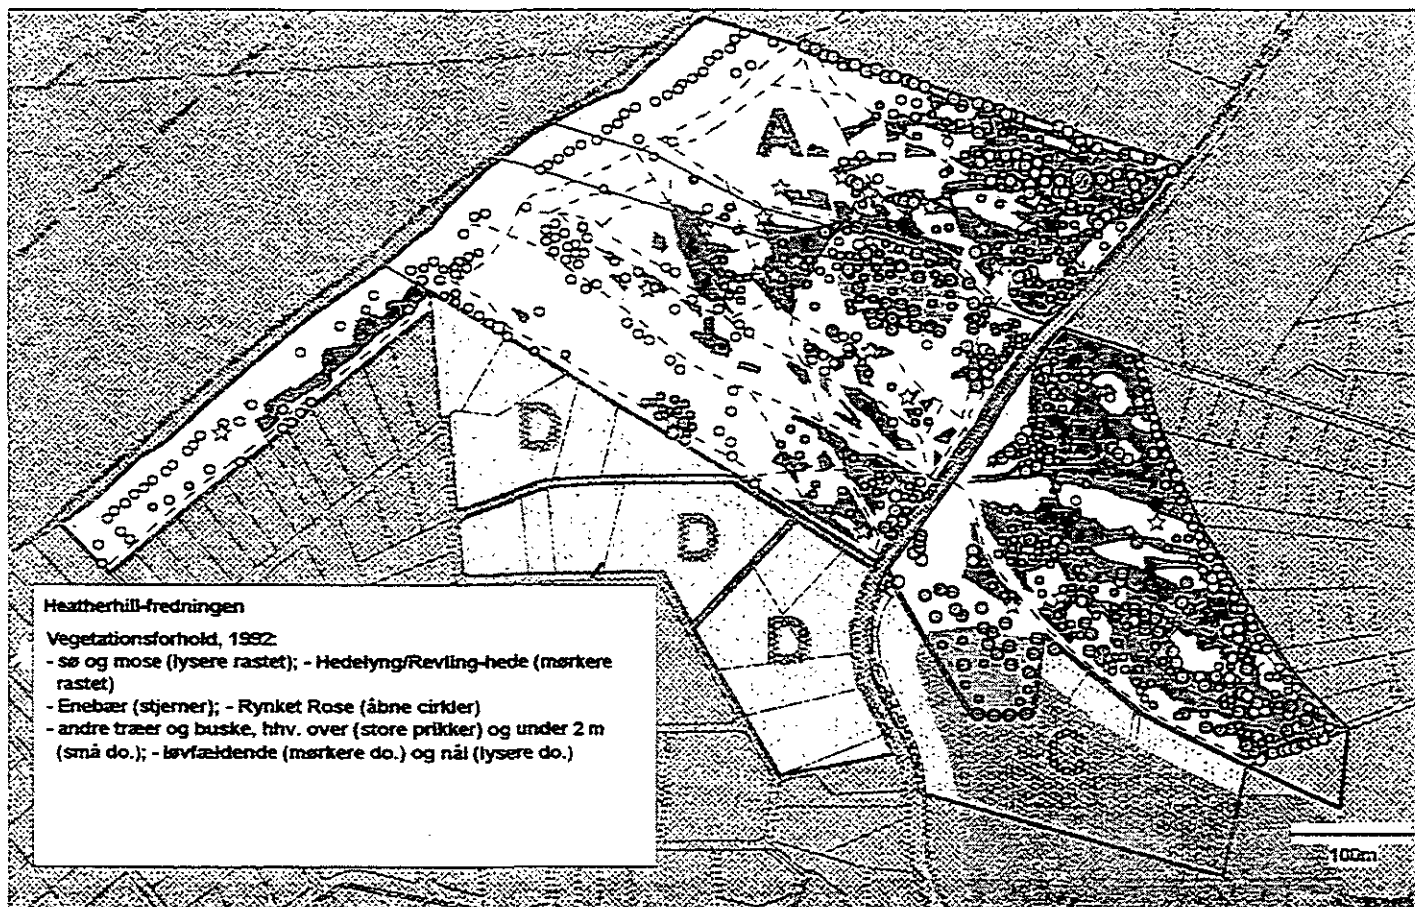 A
D
D
D
C
Heatherhill-fredningen
Vegetationsforhold, 1992:
- sø og mose (lysere rastet); - Hedelyng/Revling-hede (mørkere
rastet)
- Enebær (stjerner); - Rynket Rose (åbne cirkler)
- andre træer og buske, hhv. over (store prikker) og under 2 m
(små do.); - løvfældende (mørkere do.) og nål (lysere do.)
100m